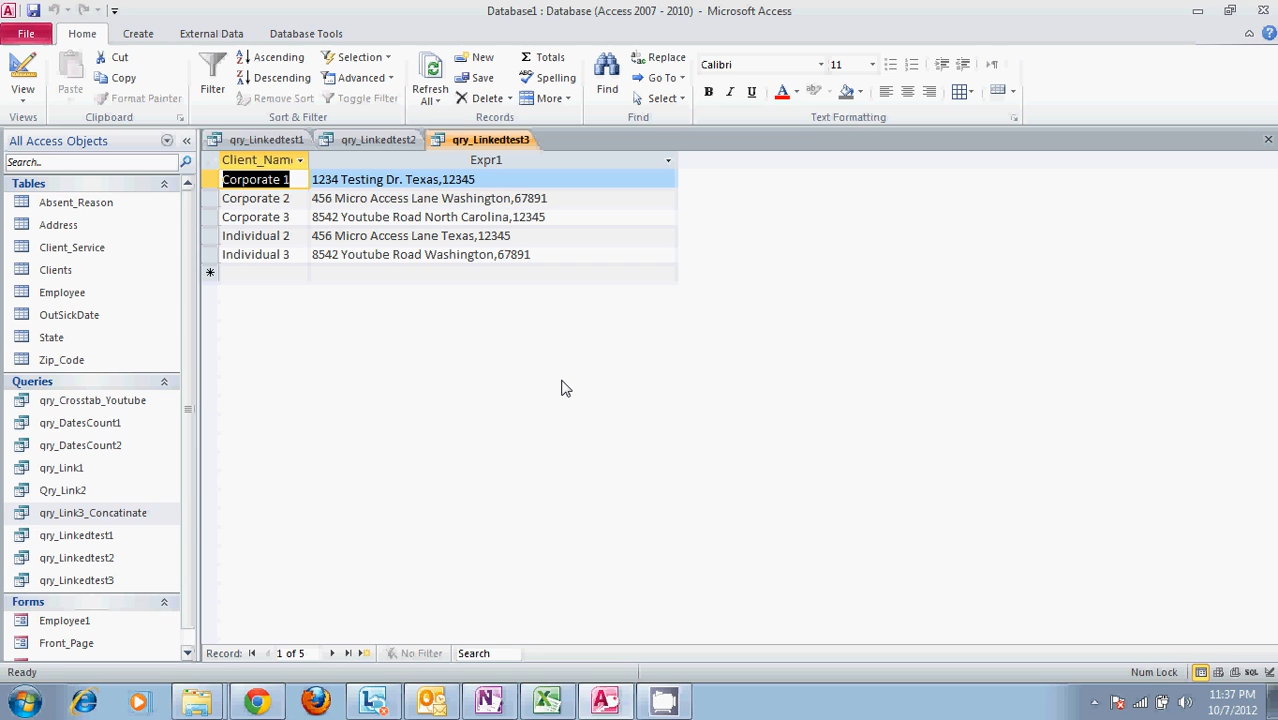 Database1 : Database (Access 2007 - 2010) - Microsoft Access
File Home Create External Data Database Tools
View
Views
Paste
Cut
Copy
Format Painter
Clipboard
Filter
Ascending
Descending
Remove Sort
Selection
Advanced
Toggle Filter
Sort & Filter
Refresh All
New
Save
Delete
Totals
Spelling
More
Records
Find
Replace
Go To
Select
Find
Calibri 11
B I U A
Text Formatting
All Access Objects
Search...
Tables
Absent_Reason
Address
Client_Service
Clients
Employee
OutSickDate
State
Zip_Code
Queries
qry_Crosstab_Youtube
qry_DatesCount1
qry_DatesCount2
qry_Link1
Qry_Link2
qry_Link3_Concatinate
qry_Linkedtest1
qry_Linkedtest2
qry_Linkedtest3
Forms
Employee1
Front_Page
qry_Linkedtest1 qry_Linkedtest2 qry_Linkedtest3
Client_Name Expr1
Corporate 1 1234 Testing Dr. Texas,12345
Corporate 2 456 Micro Access Lane Washington,67891
Corporate 3 8542 Youtube Road North Carolina,12345
Individual 2 456 Micro Access Lane Texas,12345
Individual 3 8542 Youtube Road Washington,67891
Record: 1 of 5 No Filter Search
Ready Num Lock SQL
11:37 PM
10/7/2012